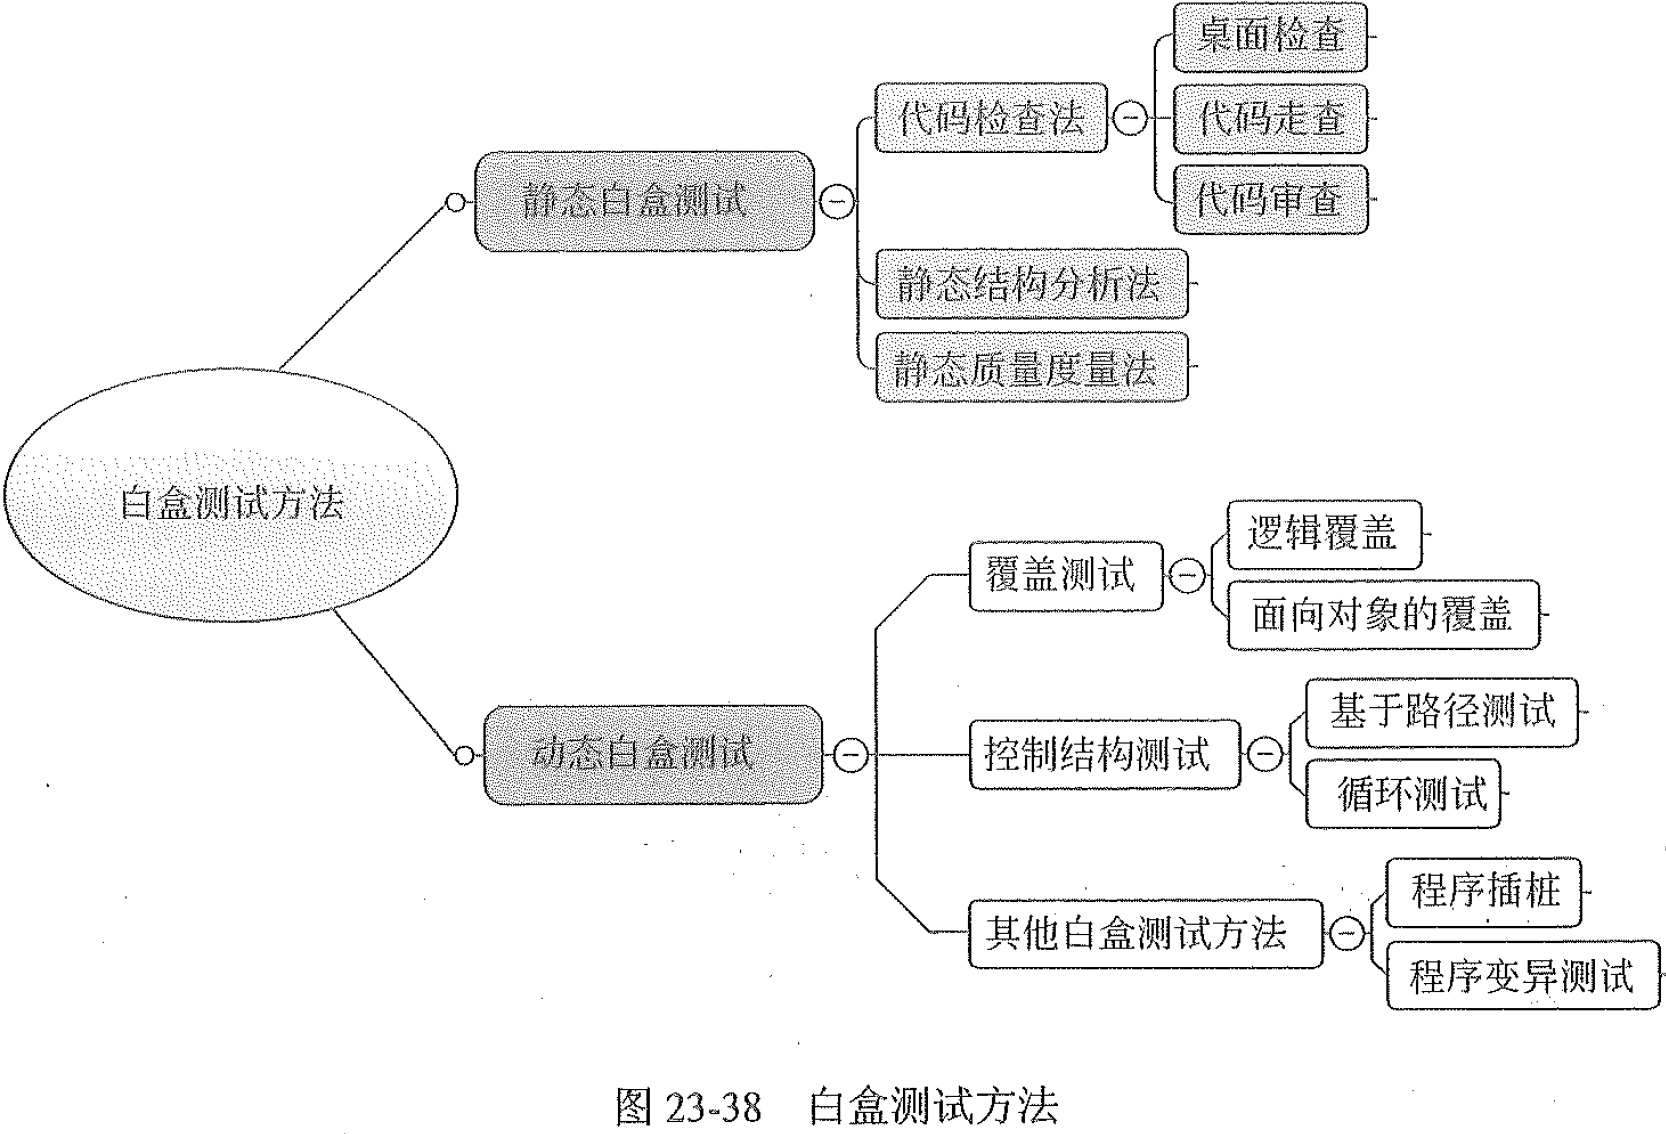 桌面检查
代码检查法
代码走查
代码审查
静态白盒测试
静态结构分析法
静态质量度量法
白盒测试方法
逻辑覆盖
覆盖测试
面向对象的覆盖
基于路径测试
动态白盒测试
控制结构测试
循环测试
程序插桩
其他白盒测试方法
程序变异测试
图 23-38 白盒测试方法